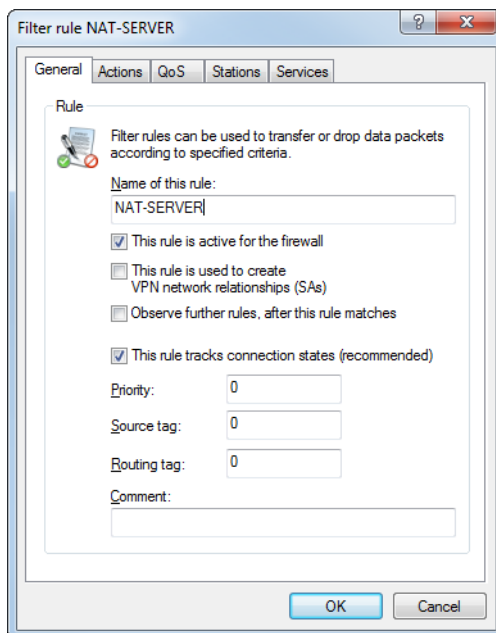 Filter rule NAT-SERVER
?
General Actions QoS Stations Services
Rule
Filter rules can be used to transfer or drop data packets
according to specified criteria.
Name of this rule:
NAT-SERVER
This rule is active for the firewall
This rule is used to create
VPN network relationships (SAs)
Observe further rules, after this rule matches
This rule tracks connection states (recommended)
Priority: 0
Source tag: 0
Routing tag: 0
Comment:
OK Cancel